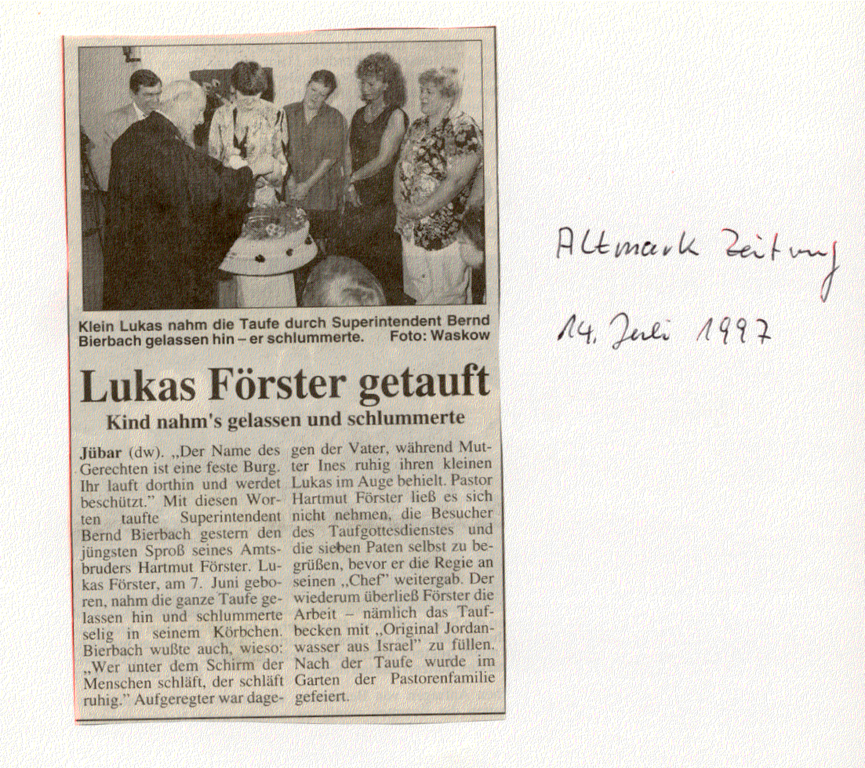 Klein Lukas nahm die Taufe durch Superintendent Bernd
Bierbach gelassen hin – er schlummerte. Foto: Waskow
Lukas Förster getauft
Kind nahm's gelassen und schlummerte
Jübar (dw). „Der Name des
Gerechten ist eine feste Burg.
Ihr lauft dorthin und werdet
beschützt.” Mit diesen Wor-
ten taufte Superintendent
Bernd Bierbach gestern den
jüngsten Sproß seines Amts-
bruders Hartmut Förster. Lu-
kas Förster, am 7. Juni gebo-
ren, nahm die ganze Taufe ge-
lassen hin und schlummerte
selig in seinem Körbchen.
Bierbach wußte auch, wieso:
„Wer unter dem Schirm der
Menschen schläft, der schläft
ruhig.” Aufgeregter war dage-
gen der Vater, während Mut-
ter Ines ruhig ihren kleinen
Lukas im Auge behielt. Pastor
Hartmut Förster ließ es sich
nicht nehmen, die Besucher
des Taufgottesdienstes und
die sieben Paten selbst zu be-
grüßen, bevor er die Regie an
seinen „Chef” weitergab. Der
wiederum überließ Förster die
Arbeit – nämlich das Tauf-
becken mit „Original Jordan-
wasser aus Israel” zu füllen.
Nach der Taufe wurde im
Garten der Pastorenfamilie
gefeiert.
Altmark Zeitung
14. Juli 1997